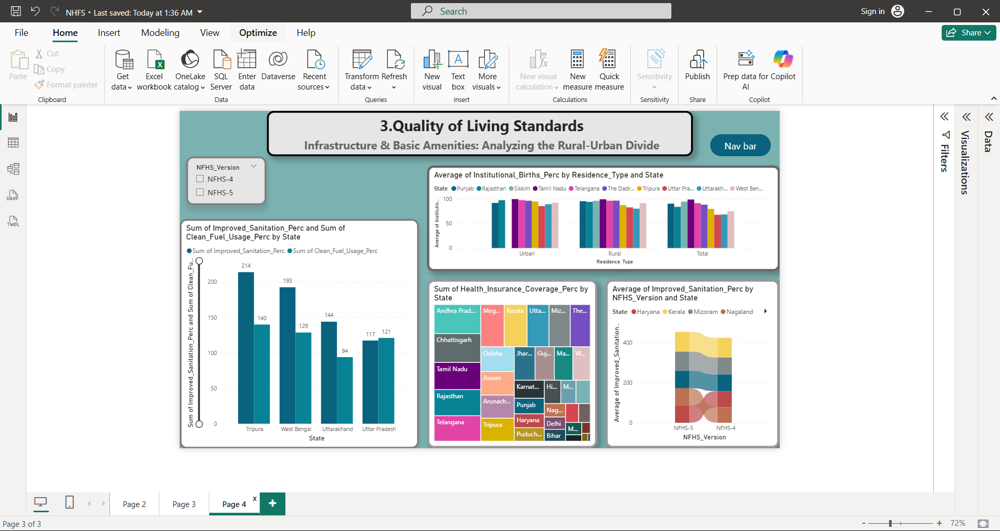 NHFS • Last saved: Today at 1:36 AM
Search
Sign in
File
Home
Insert
Modeling
View
Optimize
Help
Share
Paste
Cut
Copy
Format painter
Clipboard
Get data
Excel workbook
OneLake catalog
SQL Server
Enter data
Dataverse
Recent sources
Data
Transform data
Refresh
Queries
New visual
Text box
More visuals
Insert
New visual calculation
New measure
Quick measure
Calculations
Sensitivity
Sensitivity
Publish
Share
Prep data for AI
Copilot
Copilot
DAX
TMDL
3.Quality of Living Standards
Infrastructure & Basic Amenities: Analyzing the Rural-Urban Divide
Nav bar
NFHS_Version
NFHS-4
NFHS-5
Sum of Improved_Sanitation_Perc and Sum of
Clean_Fuel_Usage_Perc by State
Sum of Improved_Sanitation_Perc
Sum of Clean_Fuel_Usage_Perc
Sum of Improved_Sanitation_Perc and Sum of Clean_Fu...
200
150
100
50
0
214
140
193
129
144
94
117
121
Tripura
West Bengal
Uttarakhand
Uttar Pradesh
State
Average of Institutional_Births_Perc by Residence_Type and State
State Punjab Rajasthan Sikkim Tamil Nadu Telangana The Dadr... Tripura Uttar Pra... Uttarakh... West Ben...
Average of Institutio...
100
50
0
Urban
Rural
Total
Residence_Type
Sum of Health_Insurance_Coverage_Perc by
State
Andhra Prad...
Chhattisgarh
Tamil Nadu
Rajasthan
Telangana
Meg...
Kerala
Utta...
Miz...
The...
Odisha
Assam
Arunach...
Tripura
Jhar...
Guj...
Ma...
W...
Karnat...
Hi...
M...
Punjab
Nag...
Haryana
Delhi
M...
Puduch...
Bihar
Average of Improved_Sanitation_Perc by
NFHS_Version and State
State Haryana Kerala Mizoram Nagaland
Average of Improved_Sanitation...
400
200
0
NFHS-5
NFHS-4
NFHS_Version
Filters
Visualizations
Data
Page 2
Page 3
Page 4
x
+
Page 3 of 3
- + 72%